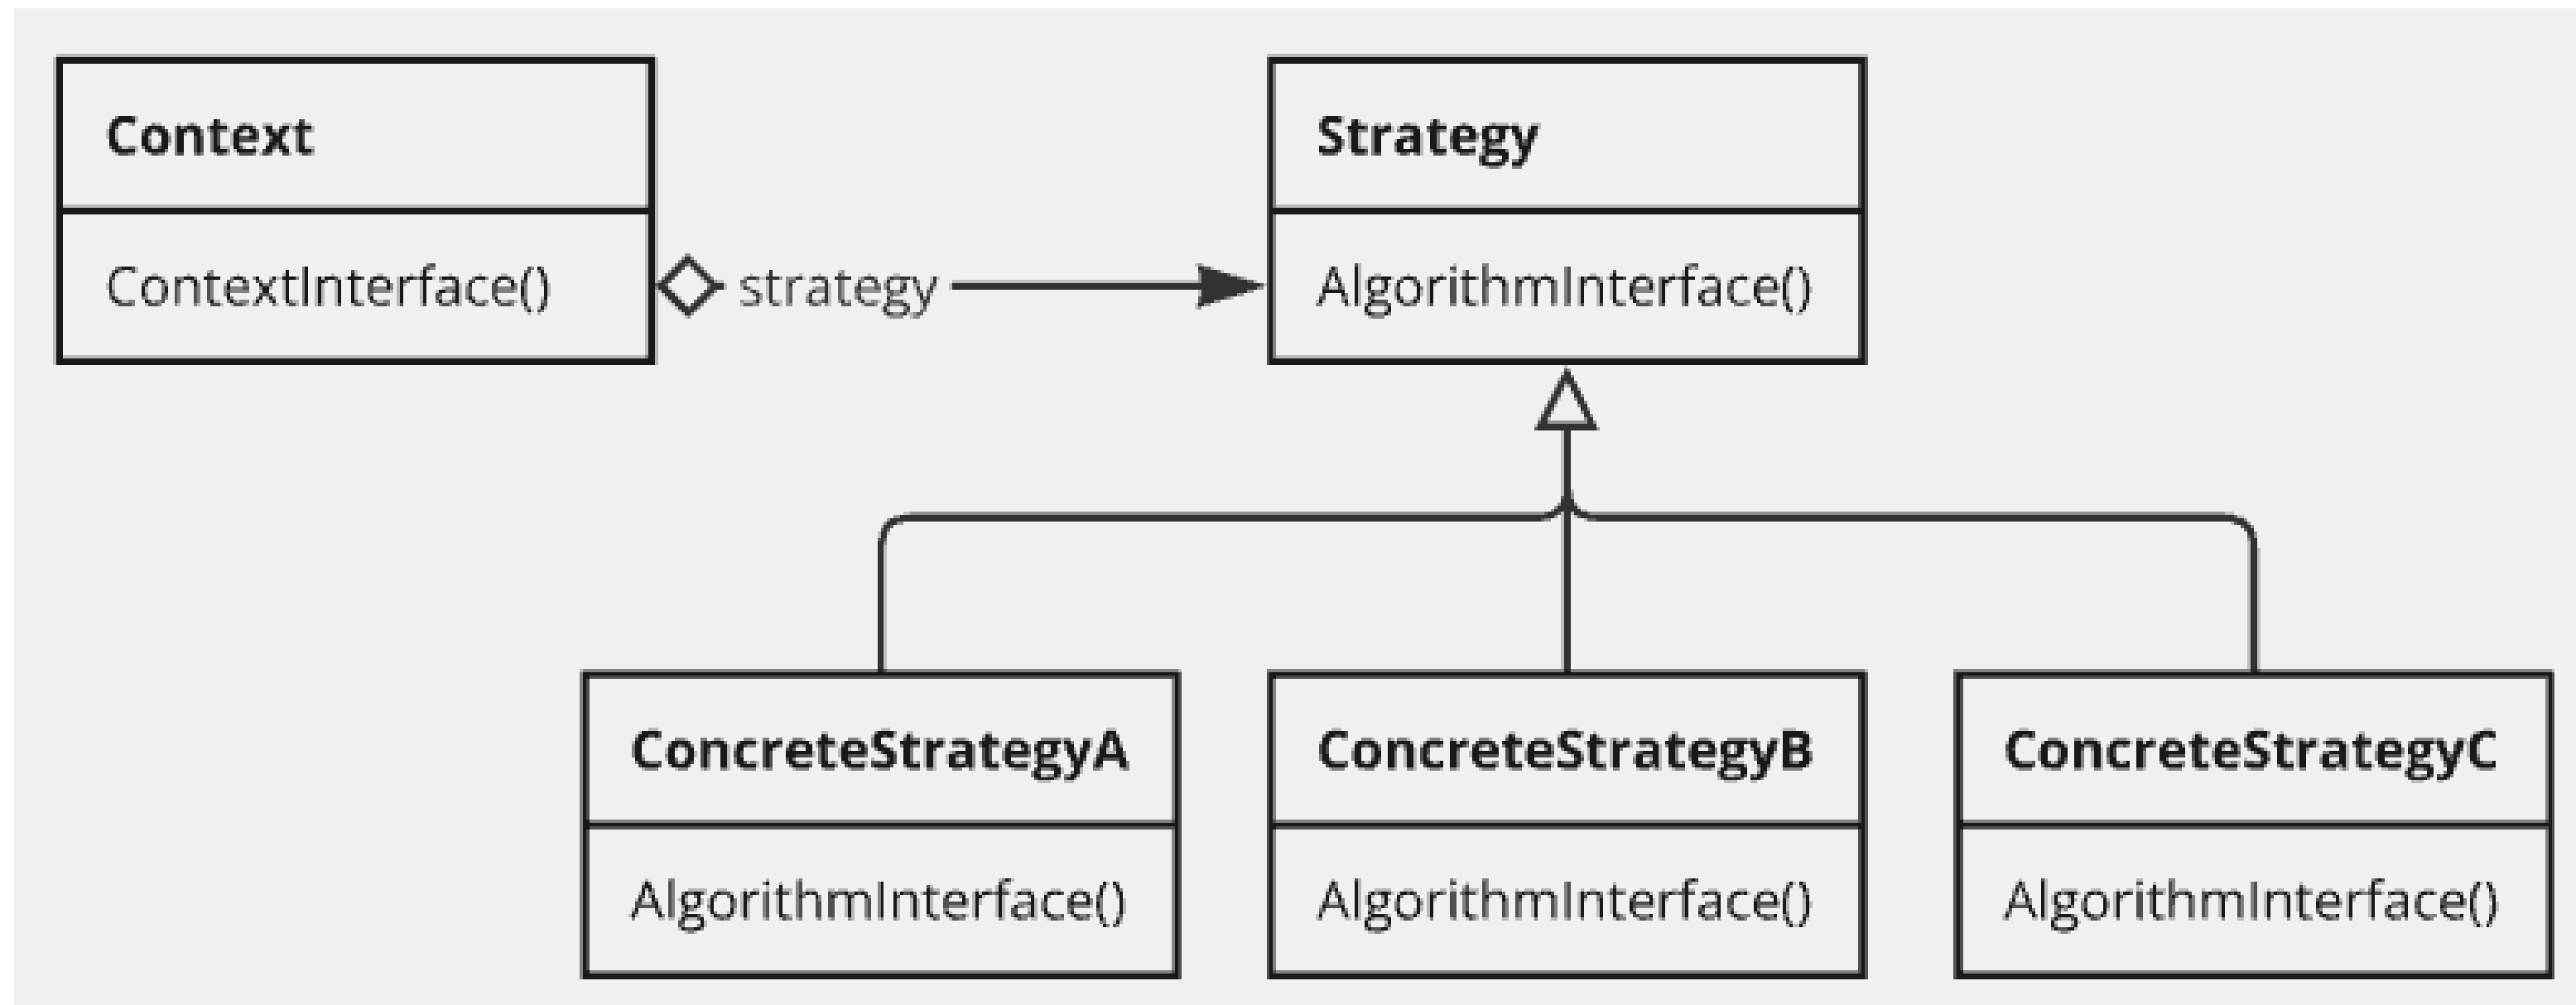 Context
ContextInterface()
strategy
Strategy
AlgorithmInterface()
ConcreteStrategyA
AlgorithmInterface()
ConcreteStrategyB
AlgorithmInterface()
ConcreteStrategyC
AlgorithmInterface()